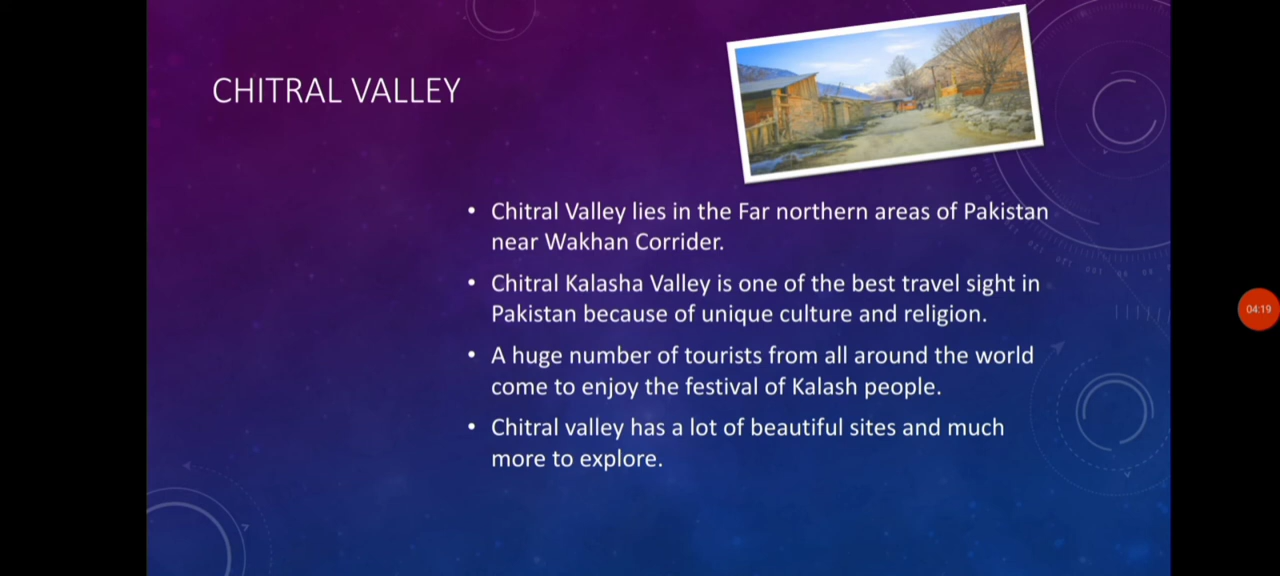 CHITRAL VALLEY
• Chitral Valley lies in the Far northern areas of Pakistan
near Wakhan Corrider.
• Chitral Kalasha Valley is one of the best travel sight in
Pakistan because of unique culture and religion.
• A huge number of tourists from all around the world
come to enjoy the festival of Kalash people.
• Chitral valley has a lot of beautiful sites and much
more to explore.
04:19